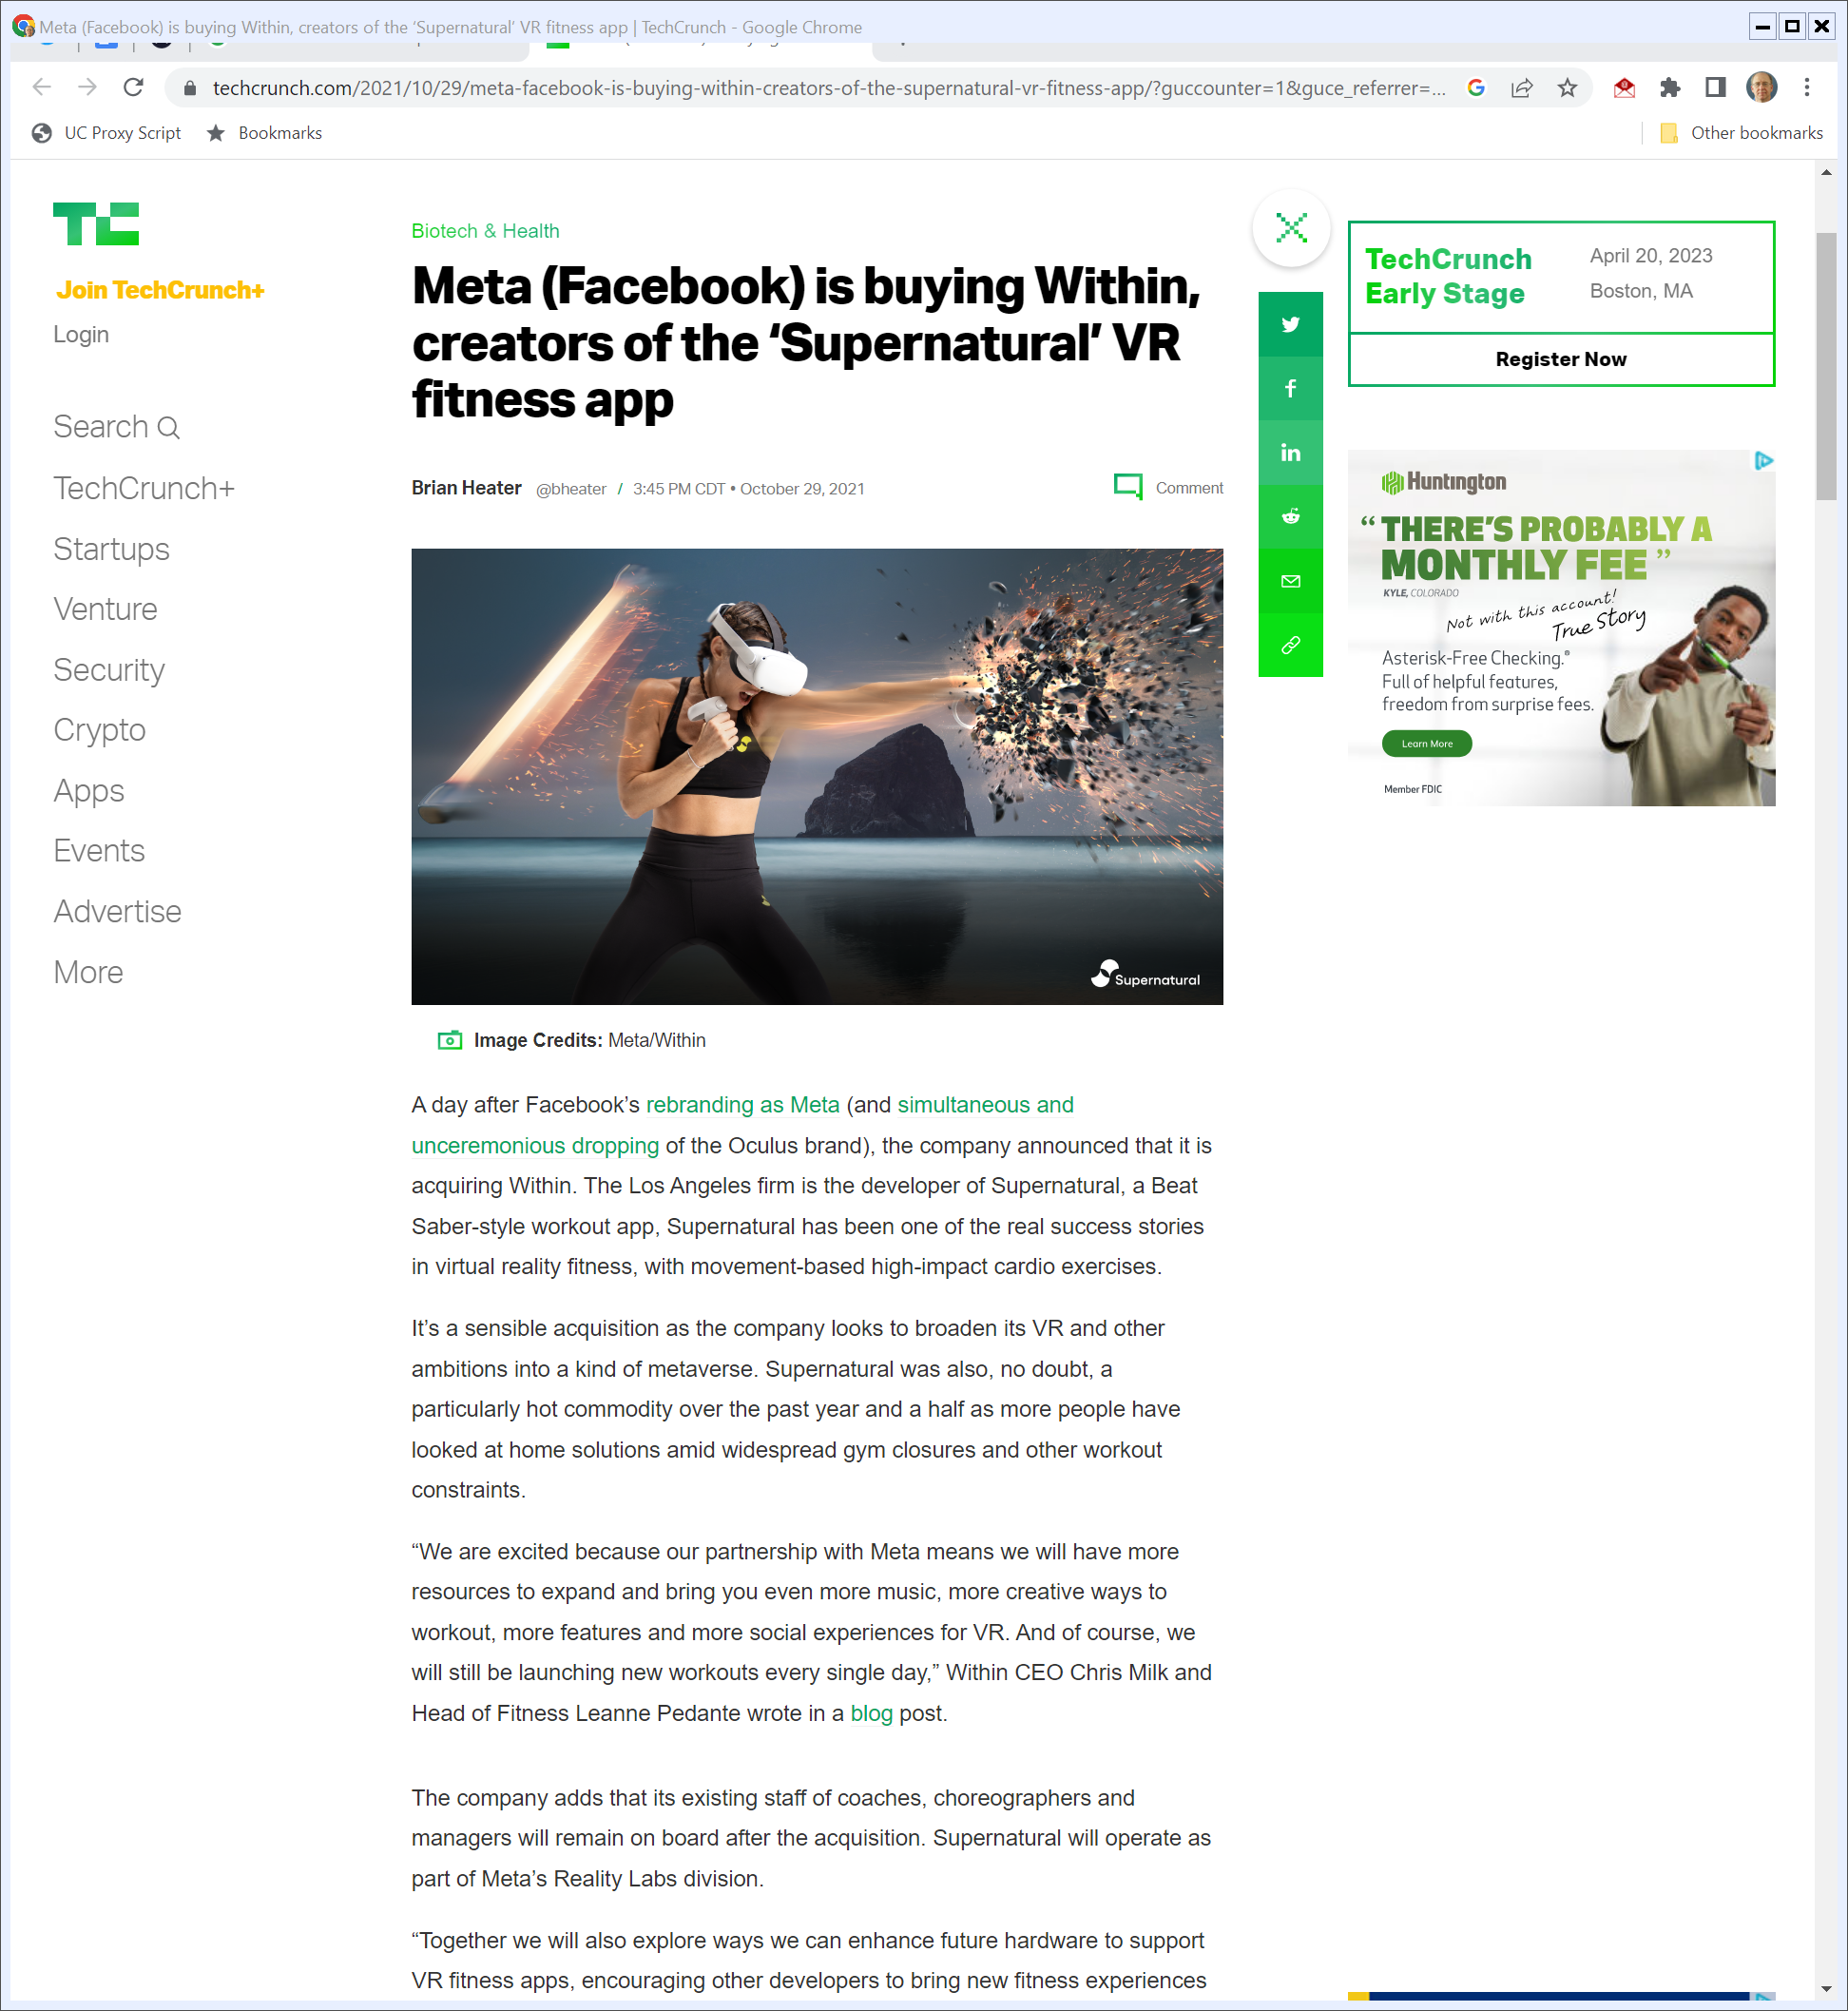 Meta (Facebook) is buying Within, creators of the ‘Supernatural’ VR fitness app | TechCrunch - Google Chrome
techcrunch.com/2021/10/29/meta-facebook-is-buying-within-creators-of-the-supernatural-vr-fitness-app/?guccounter=1&guce_referrer=...
UC Proxy Script
Bookmarks
Other bookmarks
TC
Join TechCrunch+
Login
Search
TechCrunch+
Startups
Venture
Security
Crypto
Apps
Events
Advertise
More
Biotech & Health
Meta (Facebook) is buying Within,
creators of the ‘Supernatural’ VR
fitness app
Brian Heater @bheater / 3:45 PM CDT • October 29, 2021
Comment
Supernatural
Image Credits: Meta/Within
A day after Facebook’s rebranding as Meta (and simultaneous and
unceremonious dropping of the Oculus brand), the company announced that it is
acquiring Within. The Los Angeles firm is the developer of Supernatural, a Beat
Saber-style workout app, Supernatural has been one of the real success stories
in virtual reality fitness, with movement-based high-impact cardio exercises.
It’s a sensible acquisition as the company looks to broaden its VR and other
ambitions into a kind of metaverse. Supernatural was also, no doubt, a
particularly hot commodity over the past year and a half as more people have
looked at home solutions amid widespread gym closures and other workout
constraints.
“We are excited because our partnership with Meta means we will have more
resources to expand and bring you even more music, more creative ways to
workout, more features and more social experiences for VR. And of course, we
will still be launching new workouts every single day,” Within CEO Chris Milk and
Head of Fitness Leanne Pedante wrote in a blog post.
The company adds that its existing staff of coaches, choreographers and
managers will remain on board after the acquisition. Supernatural will operate as
part of Meta’s Reality Labs division.
“Together we will also explore ways we can enhance future hardware to support
VR fitness apps, encouraging other developers to bring new fitness experiences
TechCrunch
Early Stage
April 20, 2023
Boston, MA
Register Now
Huntington
“ THERE’S PROBABLY A
MONTHLY FEE ”
KYLE, COLORADO
Not with this account!
True Story
Asterisk-Free Checking.®
Full of helpful features,
freedom from surprise fees.
Learn More
Member FDIC